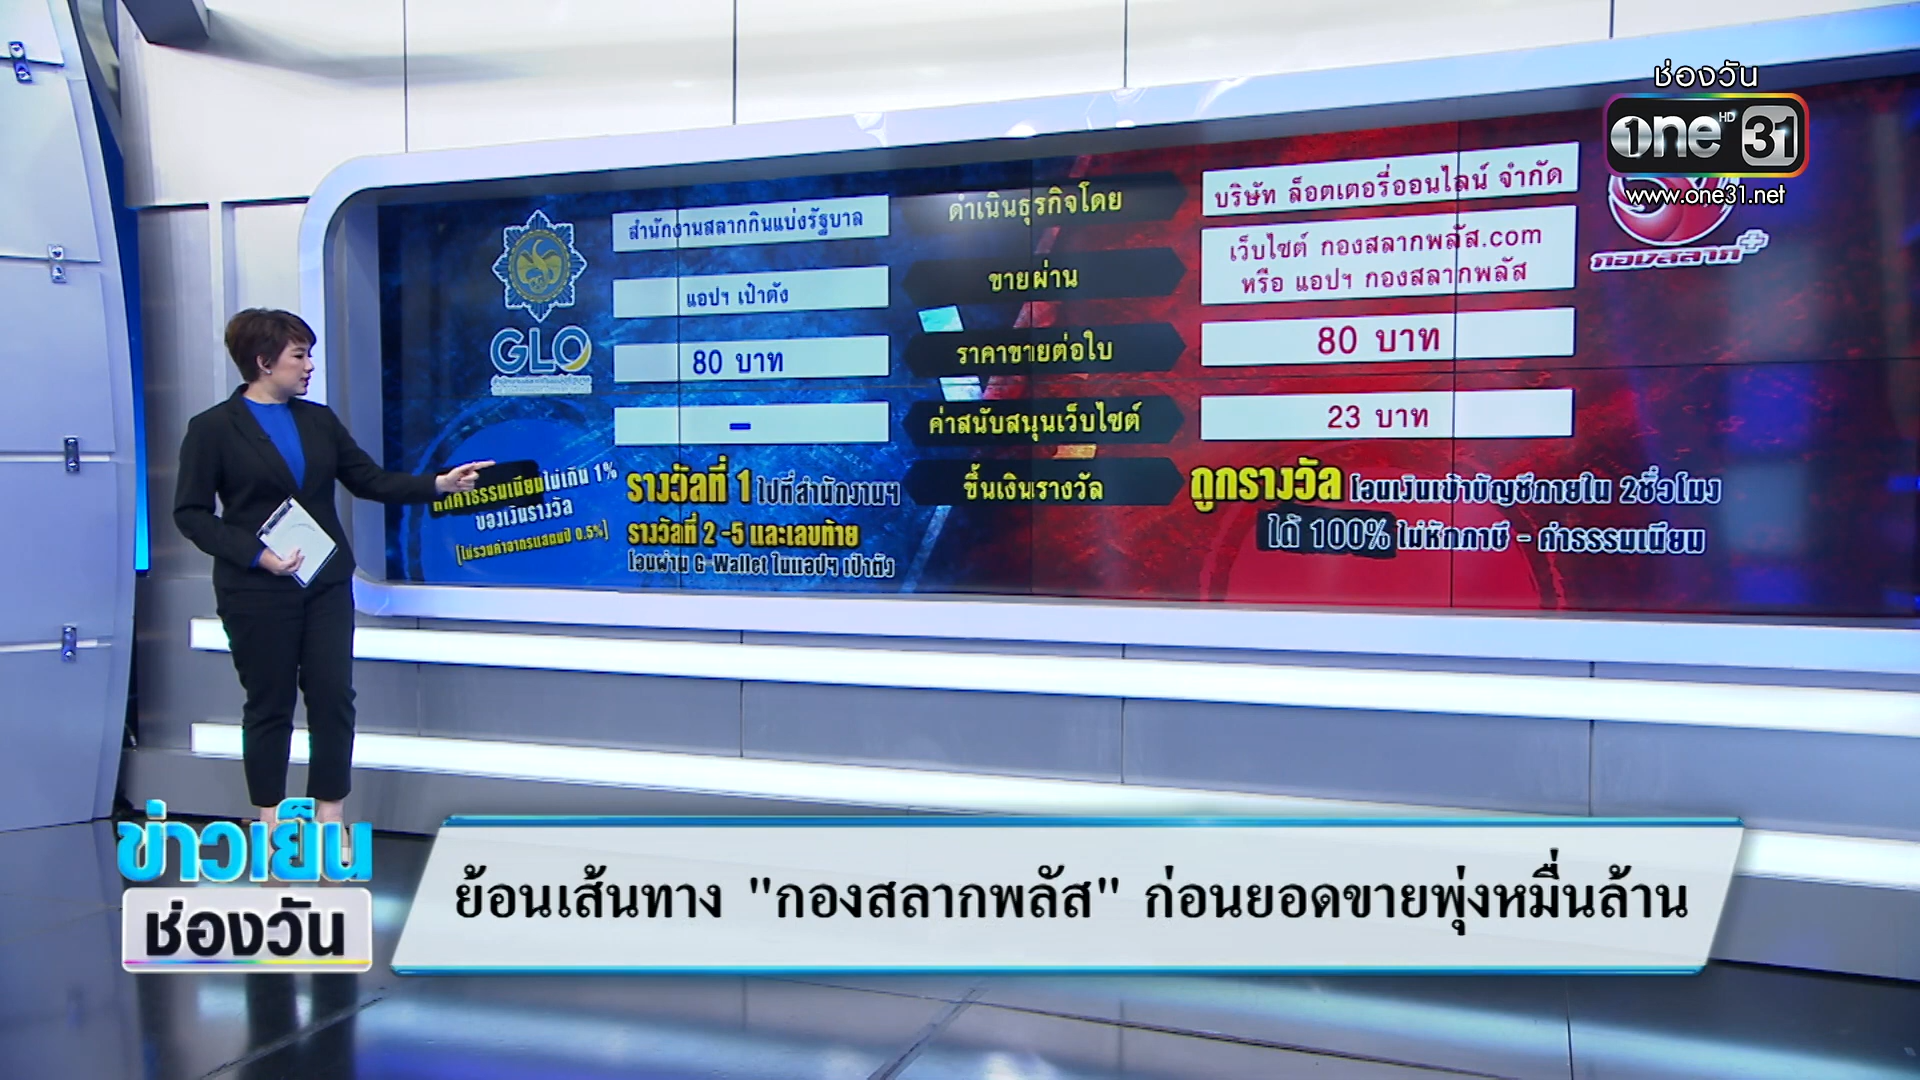 ช่องวัน
one HD 31
www.one31.net
สำนักงานสลากกินแบ่งรัฐบาล
ดำเนินธุรกิจโดย
บริษัท ล็อตเตอรี่ออนไลน์ จำกัด
แอปฯ เป๋าตัง
ขายผ่าน
เว็บไซต์ กองสลากพลัส.com
หรือ แอปฯ กองสลากพลัส
กองสลาก+
GLO
80 บาท
ราคาขายต่อใบ
80 บาท
-
ค่าสนับสนุนเว็บไซต์
23 บาท
ค่าธรรมเนียมไม่เกิน 1%
ของเงินรางวัล
(ไม่รวมค่าอากรแสตมป์ 0.5%)
รางวัลที่ 1 ไปที่สำนักงานฯ
รางวัลที่ 2 -5 และเลขท้าย
โอนผ่าน G-Wallet ในแอปฯ เป๋าตัง
ขึ้นเงินรางวัล
ถูกรางวัล โอนเงินเข้าบัญชีภายใน 2ชั่วโมง
ได้ 100% ไม่หักภาษี - ค่าธรรมเนียม
ข่าวเย็น
ช่องวัน
ย้อนเส้นทาง "กองสลากพลัส" ก่อนยอดขายพุ่งหมื่นล้าน